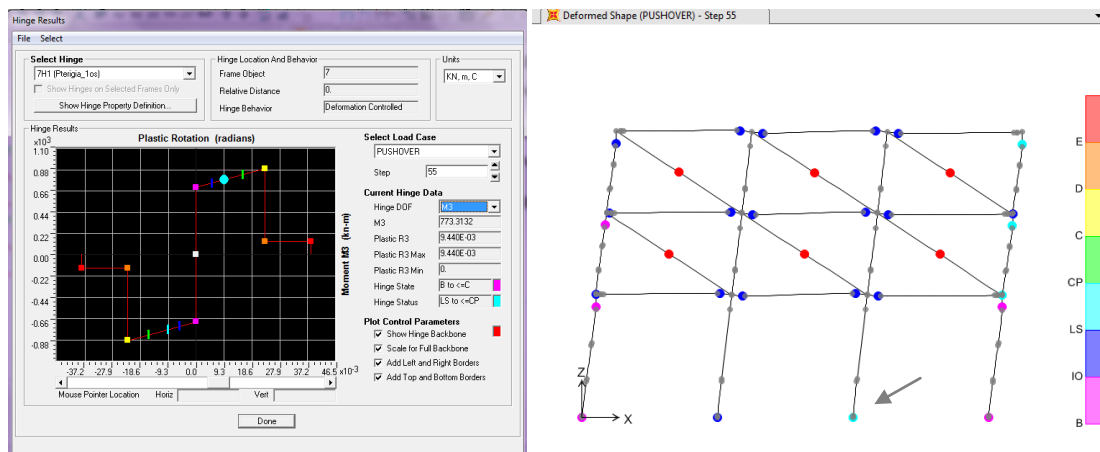 Hinge Results
File Select
Select Hinge
7H1 (Pterigia_1os)
Show Hinges on Selected Frames Only
Show Hinge Property Definition...
Hinge Location And Behavior
Frame Object 7
Relative Distance 0.
Hinge Behavior Deformation Controlled
Units
KN, m, C
Hinge Results
Plastic Rotation (radians)
x10^3
1.10
0.88
0.66
0.44
0.22
0.00
-0.22
-0.44
-0.66
-0.88
-37.2 -27.9 -18.6 -9.3 0.0 9.3 18.6 27.9 37.2 46.5 x10^-3
Moment M3 (kn-m)
Mouse Pointer Location Horiz Vert
Select Load Case
PUSHOVER
Step 55
Current Hinge Data
Hinge DOF M3
M3 773.3132
Plastic R3 9.440E-03
Plastic R3 Max 9.440E-03
Plastic R3 Min 0.
Hinge State B to <=C
Hinge Status LS to <=CP
Plot Control Parameters
Show Hinge Backbone
Scale for Full Backbone
Add Left and Right Borders
Add Top and Bottom Borders
Done
Deformed Shape (PUSHOVER) - Step 55
Z
X
E
D
C
CP
LS
IO
B